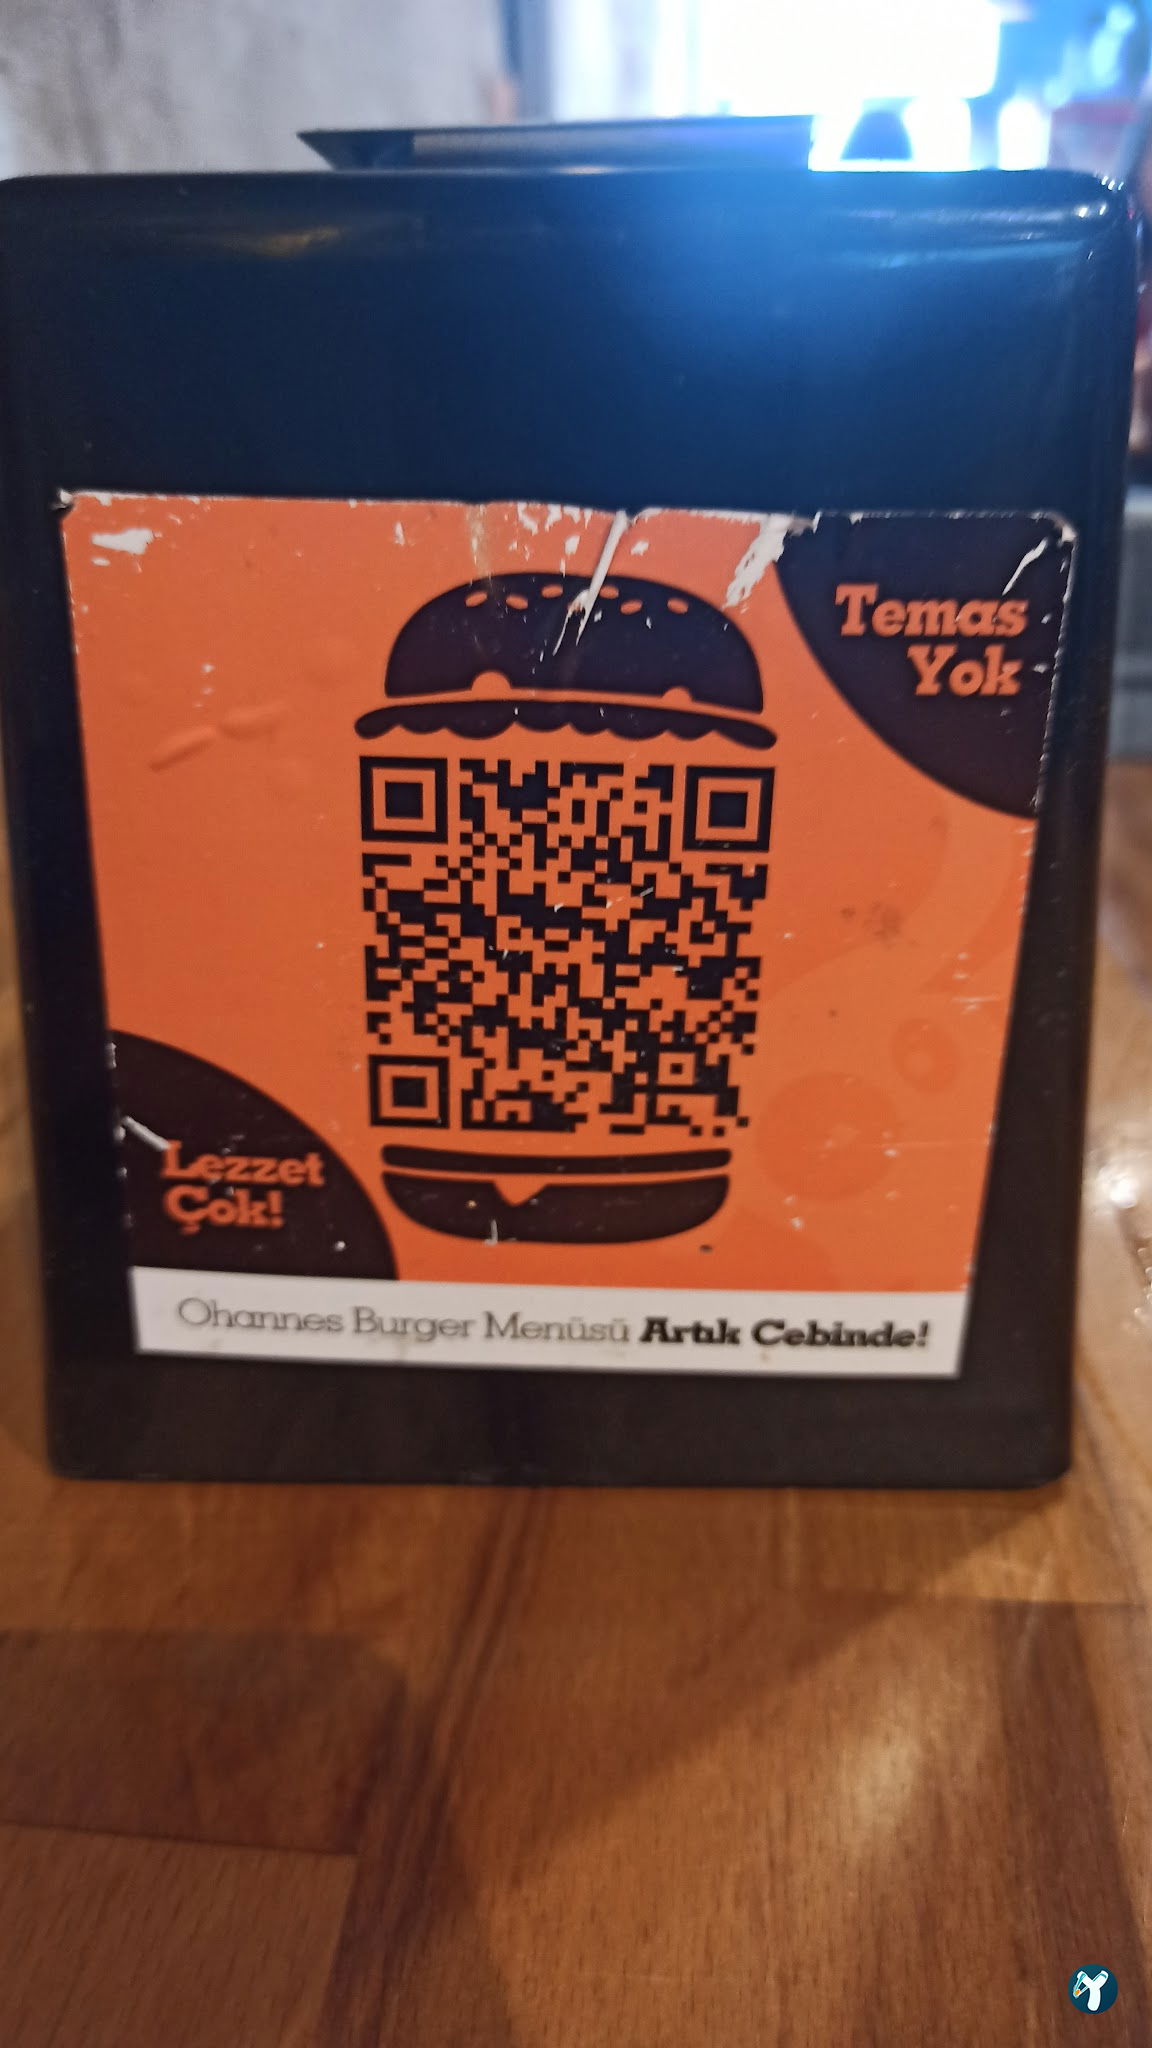 Temas
Yok
Lezzet
Çok!
Ohannes Burger Menüsü Artık Cebinde!